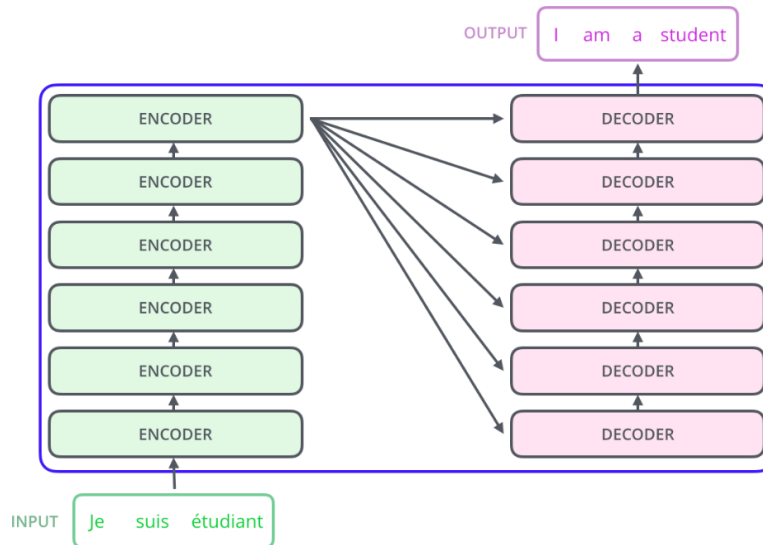 OUTPUT
I am a student
ENCODER
DECODER
ENCODER
DECODER
ENCODER
DECODER
ENCODER
DECODER
ENCODER
DECODER
ENCODER
DECODER
INPUT
Je suis étudiant